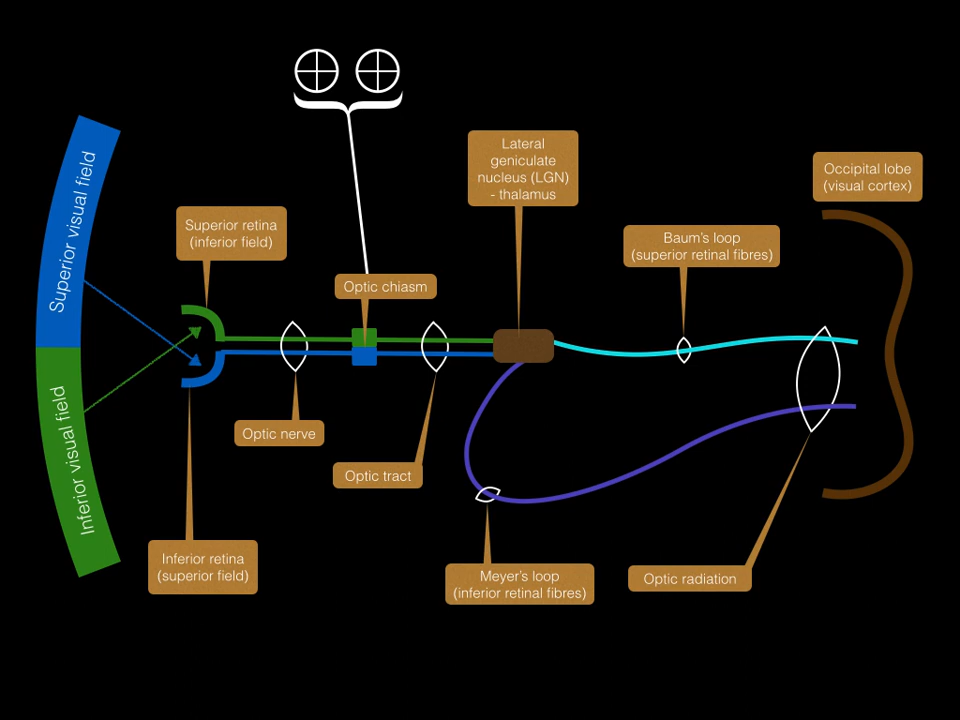 Superior visual field
Inferior visual field
Superior retina
(inferior field)
Inferior retina
(superior field)
Optic nerve
Optic chiasm
Optic tract
Lateral
geniculate
nucleus (LGN)
- thalamus
Baum's loop
(superior retinal fibres)
Meyer's loop
(inferior retinal fibres)
Optic radiation
Occipital lobe
(visual cortex)